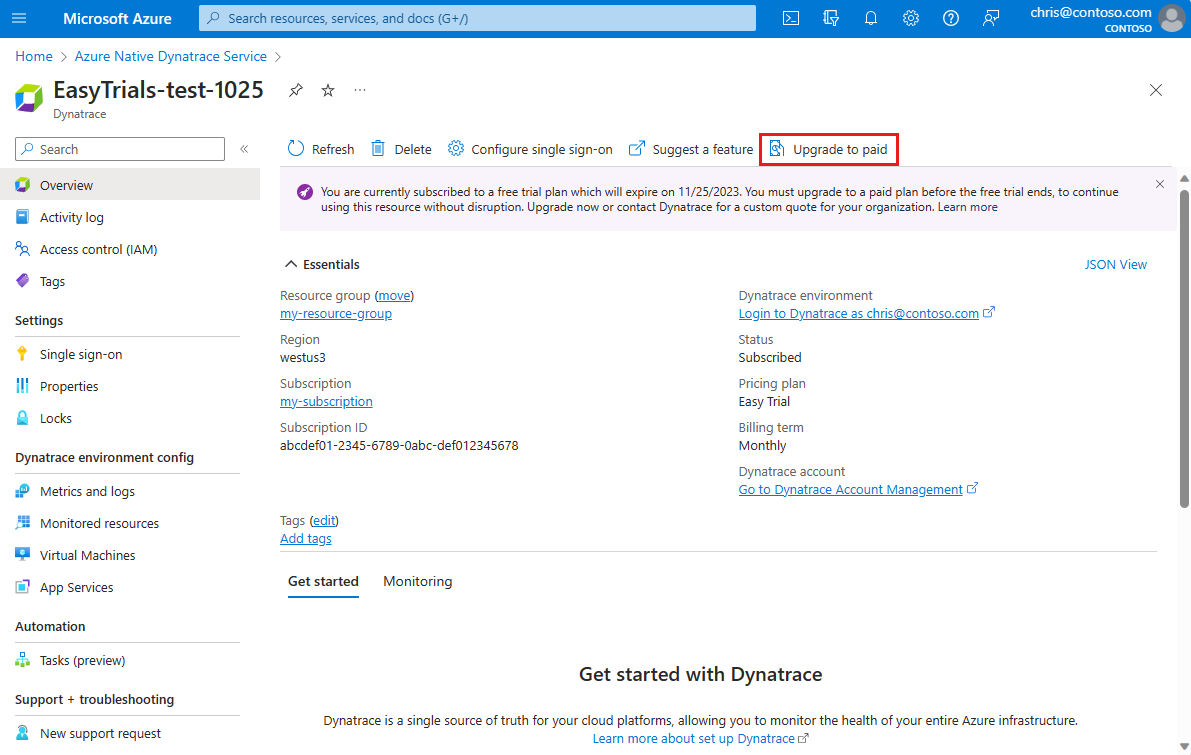 Microsoft Azure
Search resources, services, and docs (G+/)
chris@contoso.com
CONTOSO
Home > Azure Native Dynatrace Service >
EasyTrials-test-1025
Dynatrace
Search
Overview
Activity log
Access control (IAM)
Tags
Settings
Single sign-on
Properties
Locks
Dynatrace environment config
Metrics and logs
Monitored resources
Virtual Machines
App Services
Automation
Tasks (preview)
Support + troubleshooting
New support request
Refresh
Delete
Configure single sign-on
Suggest a feature
Upgrade to paid
You are currently subscribed to a free trial plan which will expire on 11/25/2023. You must upgrade to a paid plan before the free trial ends, to continue
using this resource without disruption. Upgrade now or contact Dynatrace for a custom quote for your organization. Learn more
Essentials
JSON View
Resource group (move)
my-resource-group
Region
westus3
Subscription
my-subscription
Subscription ID
abcdef01-2345-6789-0abc-def012345678
Dynatrace environment
Login to Dynatrace as chris@contoso.com
Status
Subscribed
Pricing plan
Easy Trial
Billing term
Monthly
Dynatrace account
Go to Dynatrace Account Management
Tags (edit)
Add tags
Get started
Monitoring
Get started with Dynatrace
Dynatrace is a single source of truth for your cloud platforms, allowing you to monitor the health of your entire Azure infrastructure.
Learn more about set up Dynatrace